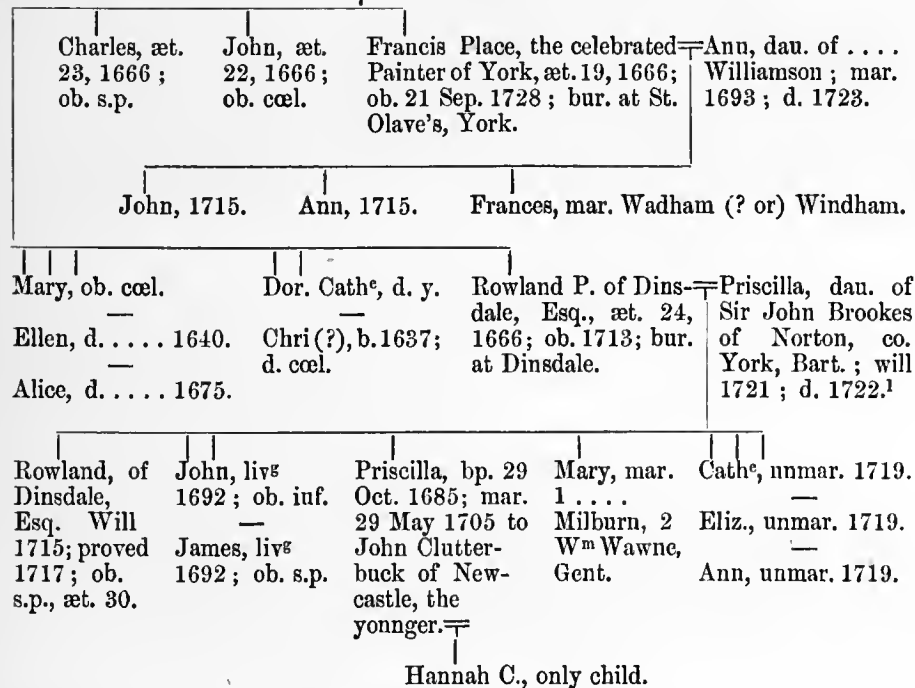 Charles, æt.
23, 1666 ;
ob. s.p.
John, æt.
22, 1666 ;
ob. cœl.
Francis Place, the celebrated
Painter of York, æt. 19, 1666;
ob. 21 Sep. 1728 ; bur. at St.
Olave's, York.
Ann, dau. of . . . .
Williamson ; mar.
1693 ; d. 1723.
John, 1715.
Ann, 1715.
Frances, mar. Wadham (? or) Windham.
Mary, ob. cœl.
—
Ellen, d. . . . . 1640.
—
Alice, d. . . . . 1675.
Dor. Cathᵉ, d. y.
—
Chri (?), b. 1637;
d. cœl.
Rowland P. of Dins-
dale, Esq., æt. 24,
1666; ob. 1713; bur.
at Dinsdale.
Priscilla, dau. of
Sir John Brookes
of Norton, co.
York, Bart. ; will
1721 ; d. 1722.¹
Rowland, of
Dinsdale,
Esq. Will
1715; proved
1717 ; ob.
s.p., æt. 30.
John, livᵍ
1692 ; ob. inf.
—
James, livᵍ
1692 ; ob. s.p.
Priscilla, bp. 29
Oct. 1685; mar.
29 May 1705 to
John Clutter-
buck of New-
castle, the
yonnger.
Hannah C., only child.
Mary, mar.
1 . . . .
Milburn, 2
Wᵐ Wawne,
Gent.
Cathᵉ, unmar. 1719.
—
Eliz., unmar. 1719.
—
Ann, unmar. 1719.